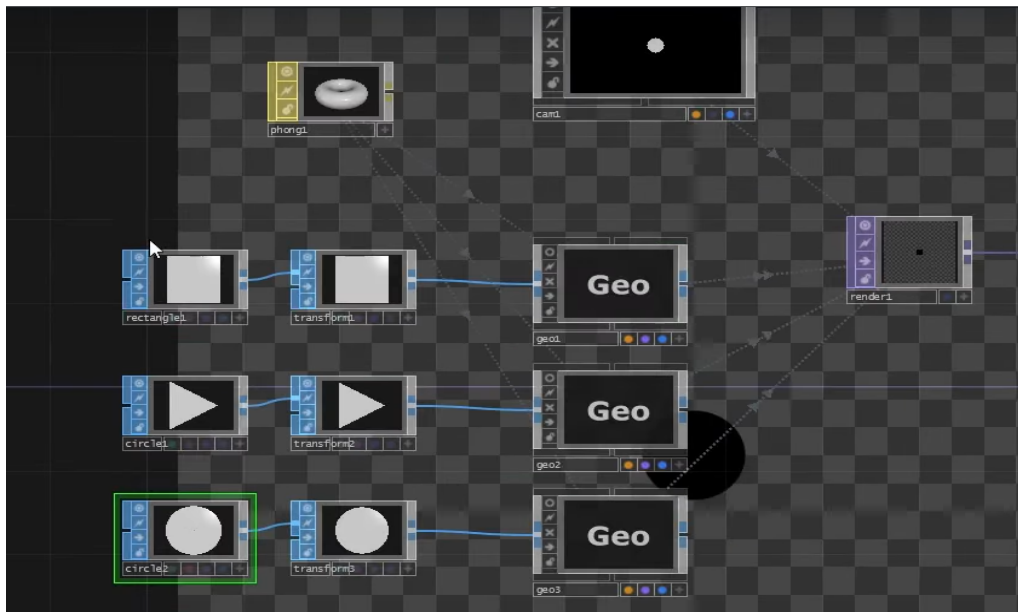 cam1
phong1
render1
rectangle1
transform1
Geo
geo1
circle1
transform2
Geo
geo2
circle2
transform3
Geo
geo3